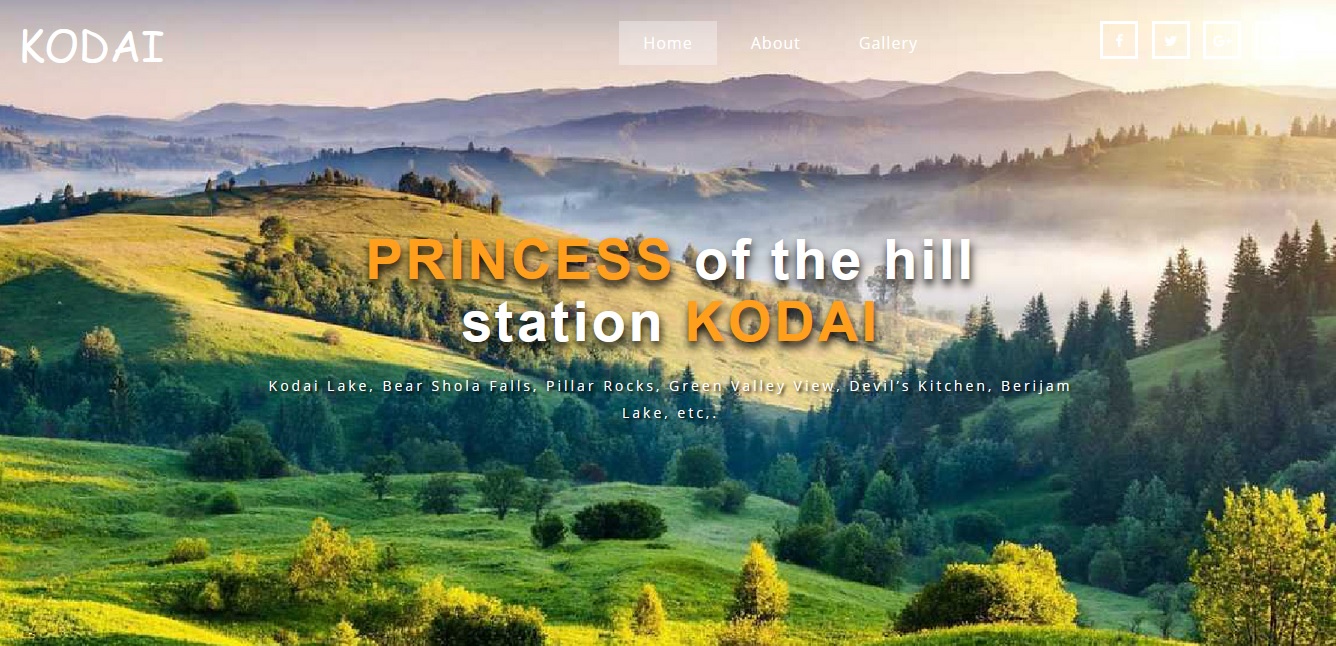 KODAI
Home About Gallery
PRINCESS of the hill
station KODAI
Kodai Lake, Bear Shola Falls, Pillar Rocks, Green Valley View, Devil's Kitchen, Berijam
Lake, etc,.